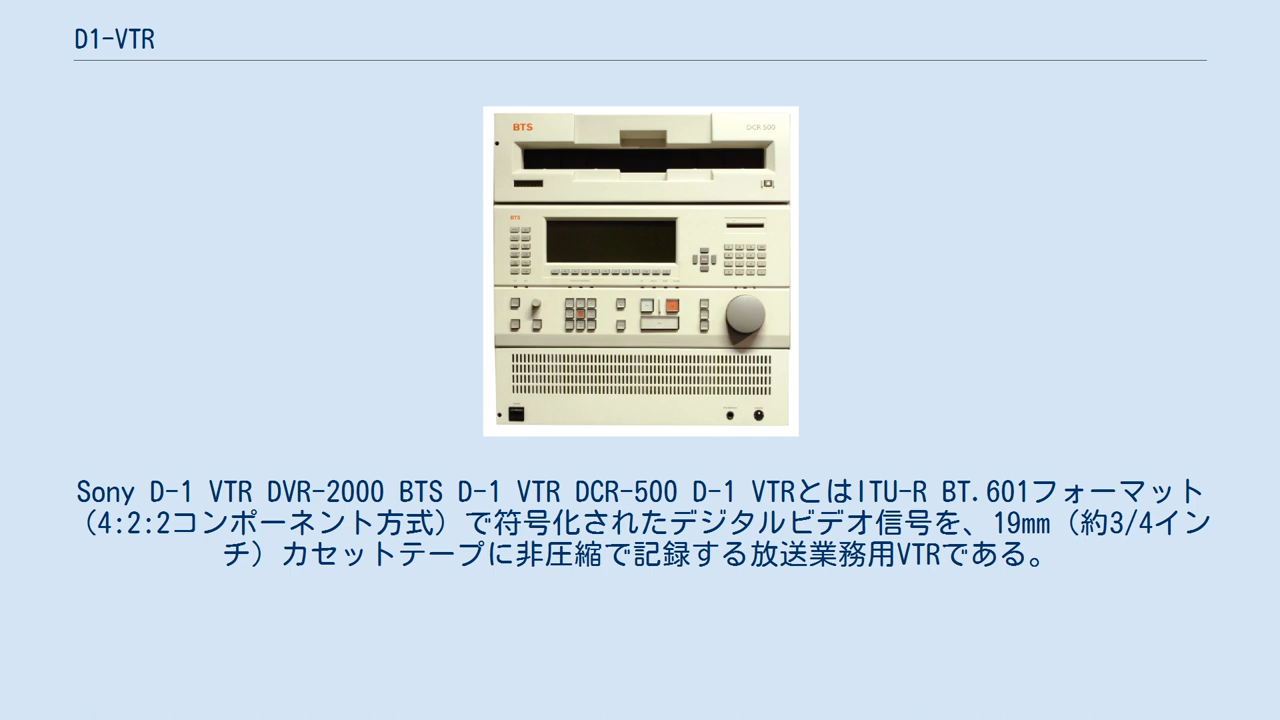 D1-VTR
BTS
DCR 500
BTS
Sony D-1 VTR DVR-2000 BTS D-1 VTR DCR-500 D-1 VTRとはITU-R BT.601フォーマット
（4:2:2コンポーネント方式）で符号化されたデジタルビデオ信号を、19mm（約3/4イン
チ）カセットテープに非圧縮で記録する放送業務用VTRである。